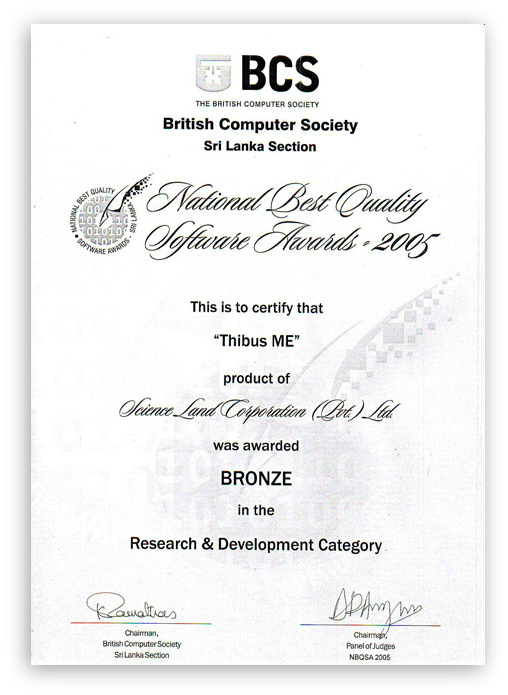 BCS
THE BRITISH COMPUTER SOCIETY
British Computer Society
Sri Lanka Section
NATIONAL BEST QUALITY
SOFTWARE AWARDS - SRI LANKA
National Best Quality
Software Awards - 2005
This is to certify that
“Thibus ME”
product of
Science Land Corporation (Pvt.) Ltd.
was awarded
BRONZE
in the
Research & Development Category
Chairman,
British Computer Society
Sri Lanka Section
Chairman,
Panel of Judges
NBQSA 2005